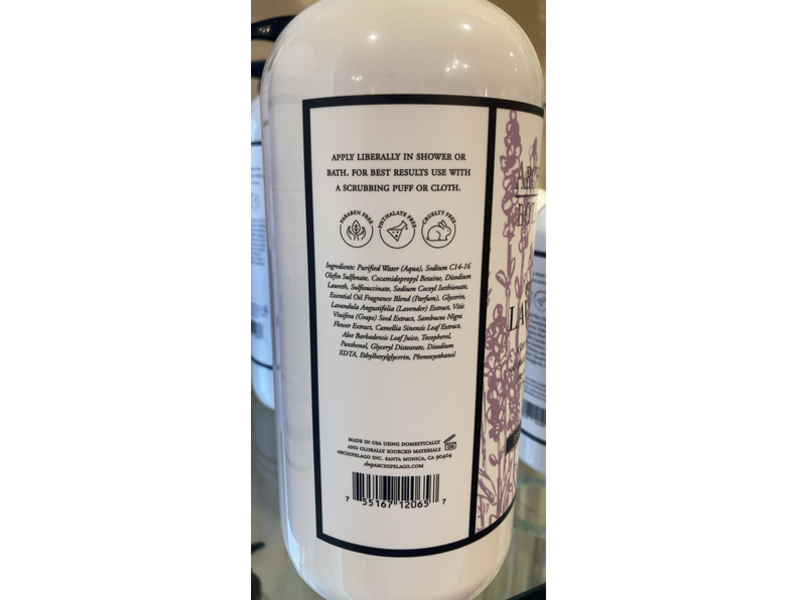 APPLY LIBERALLY IN SHOWER OR
BATH. FOR BEST RESULTS USE WITH
A SCRUBBING PUFF OR CLOTH.
PARABEN FREE
PHTHALATE FREE
CRUELTY FREE
Ingredients: Purified Water (Aqua), Sodium C14-16
Olefin Sulfonate, Cocamidopropyl Betaine, Disodium
Laureth, Sulfosuccinate, Sodium Cocoyl Isethionate,
Essential Oil Fragrance Blend (Parfum), Glycerin,
Lavandula Angustifolia (Lavender) Extract, Vitis
Vinifera (Grape) Seed Extract, Sambucus Nigra
Flower Extract, Camellia Sinensis Leaf Extract,
Aloe Barbadensis Leaf Juice, Tocopherol,
Panthenol, Glyceryl Distearate, Disodium
EDTA, Ethylhexylglycerin, Phenoxyethanol
MADE IN USA USING DOMESTICALLY
AND GLOBALLY SOURCED MATERIALS
ARCHIPELAGO INC. SANTA MONICA, CA 90404
shopARCHIPELAGO.COM
7 55167 12065 7